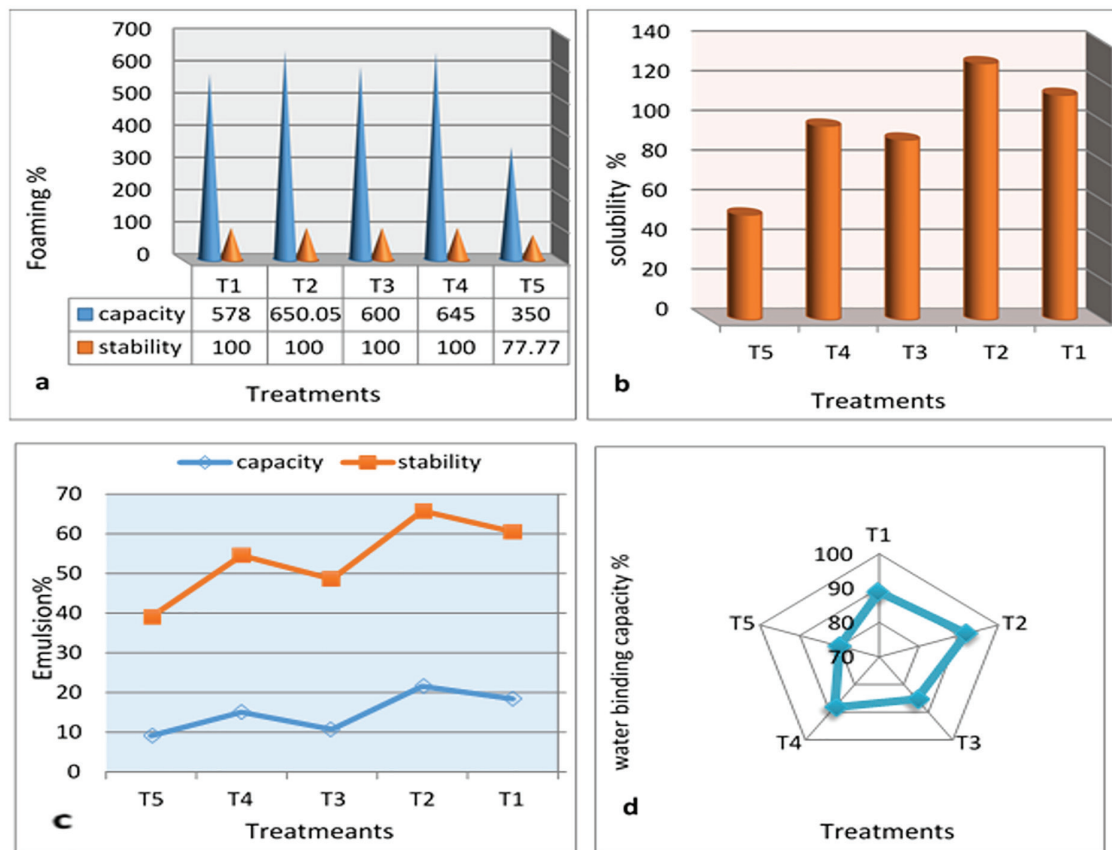 700
600
500
400
300
200
100
0
Foaming %
T1 T2 T3 T4 T5
capacity 578 650.05 600 645 350
stability 100 100 100 100 77.77
a
Treatments
140
120
100
80
60
40
20
0
solubility %
T5 T4 T3 T2 T1
b
Treatments
capacity stability
70
60
50
40
30
20
10
0
Emulsion%
T5 T4 T3 T2 T1
c
Treatmeants
water binding capacity %
T1
100
90
80
70
T2
T3
T4
T5
d
Treatments